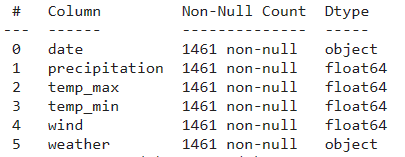 #   Column         Non-Null Count  Dtype
---  ------         --------------  -----
0   date           1461 non-null   object
1   precipitation  1461 non-null   float64
2   temp_max       1461 non-null   float64
3   temp_min       1461 non-null   float64
4   wind           1461 non-null   float64
5   weather        1461 non-null   object